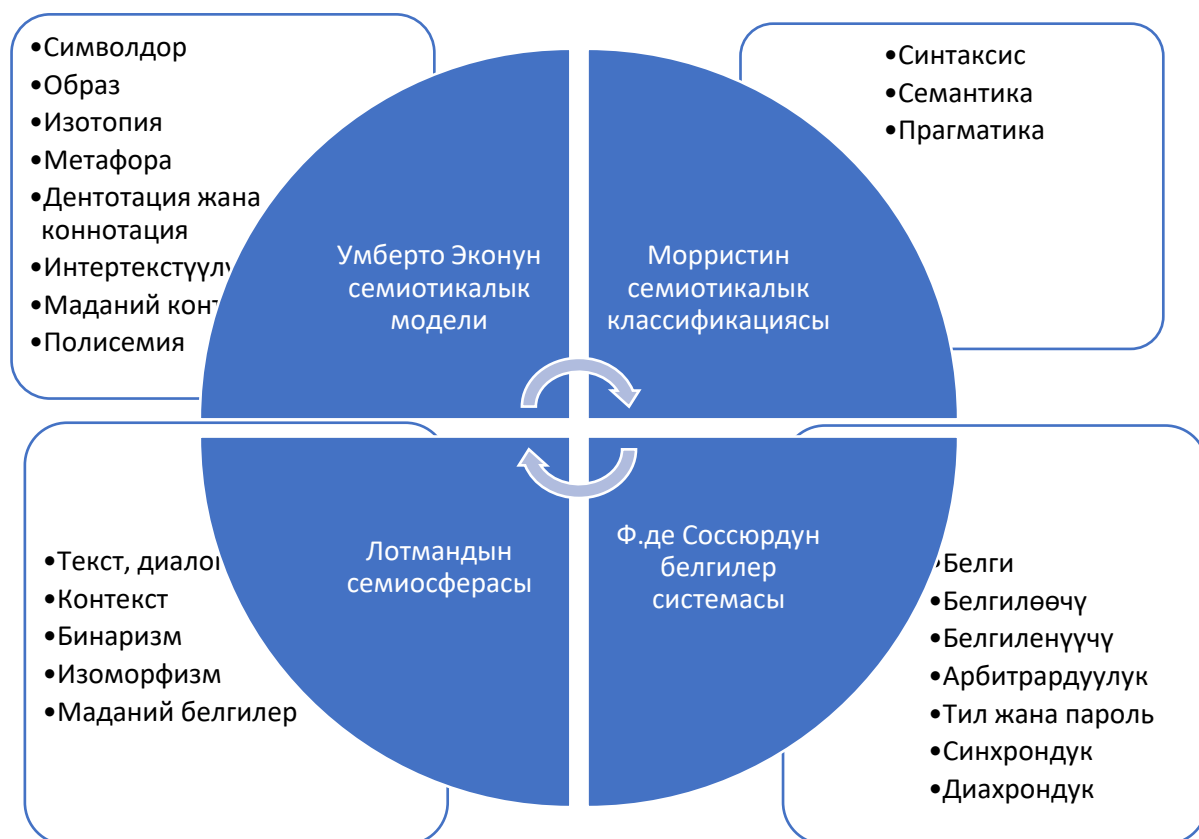 •Символдор
•Образ
•Изотопия
•Метафора
•Дентотация жана
коннотация
•Маданий
•Полисемия
Умберто Эконун
семиотикалык
модели
•Синтаксис
•Семантика
•Прагматика
Морристин
семиотикалык
классификациясы
•Текст,
•Контекст
•Бинаризм
•Изоморфизм
•Маданий белгилер
Лотмандын
семиосферасы
Ф.де Соссюрдун
белгилер
системасы
•Белги
•Белгилөөчү
•Белгиленүүчү
•Арбитрардуулук
•Тил жана пароль
•Синхрондук
•Диахрондук